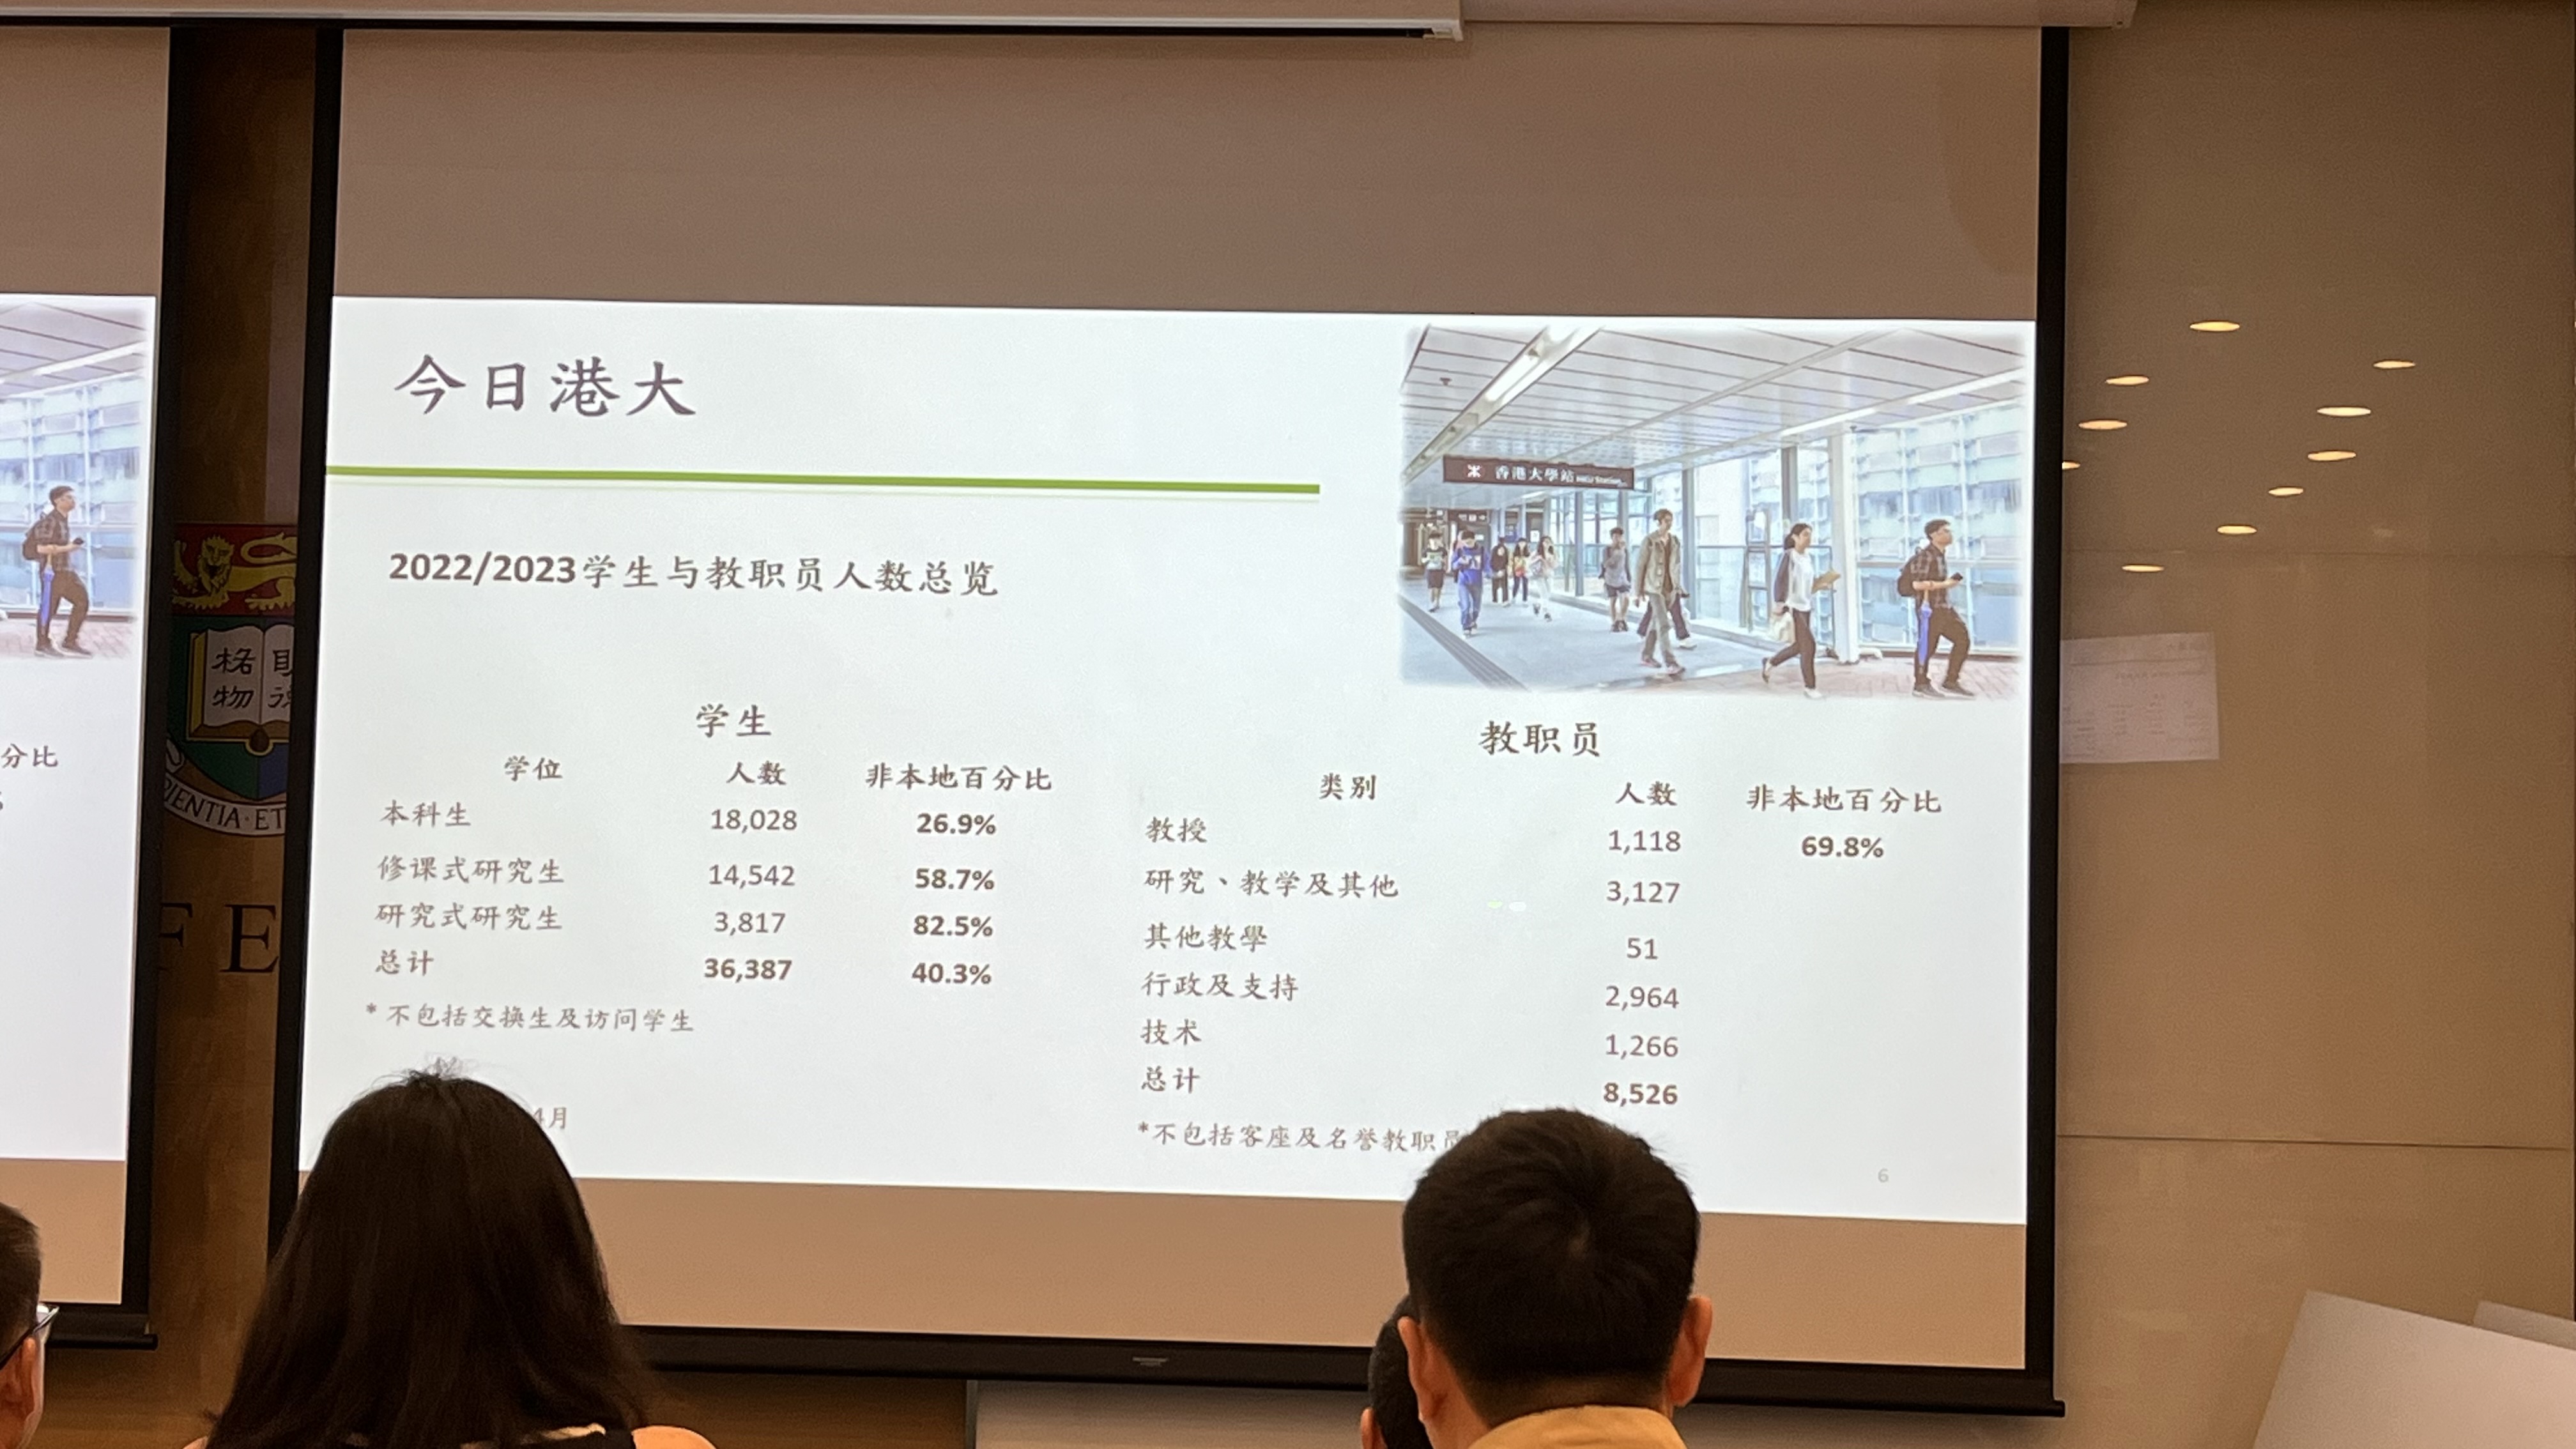 今日港大
香港大學站 HKU Station
2022/2023学生与教职员人数总览
学生
学位 人数 非本地百分比
本科生 18,028 26.9%
修课式研究生 14,542 58.7%
研究式研究生 3,817 82.5%
总计 36,387 40.3%
* 不包括交换生及访问学生
4月
教职员
类别 人数 非本地百分比
教授 1,118 69.8%
研究、教学及其他 3,127
其他教學 51
行政及支持 2,964
技术 1,266
总计 8,526
*不包括客座及名誉教职员
6
分比
格
物
PIENTIA·ET
FE